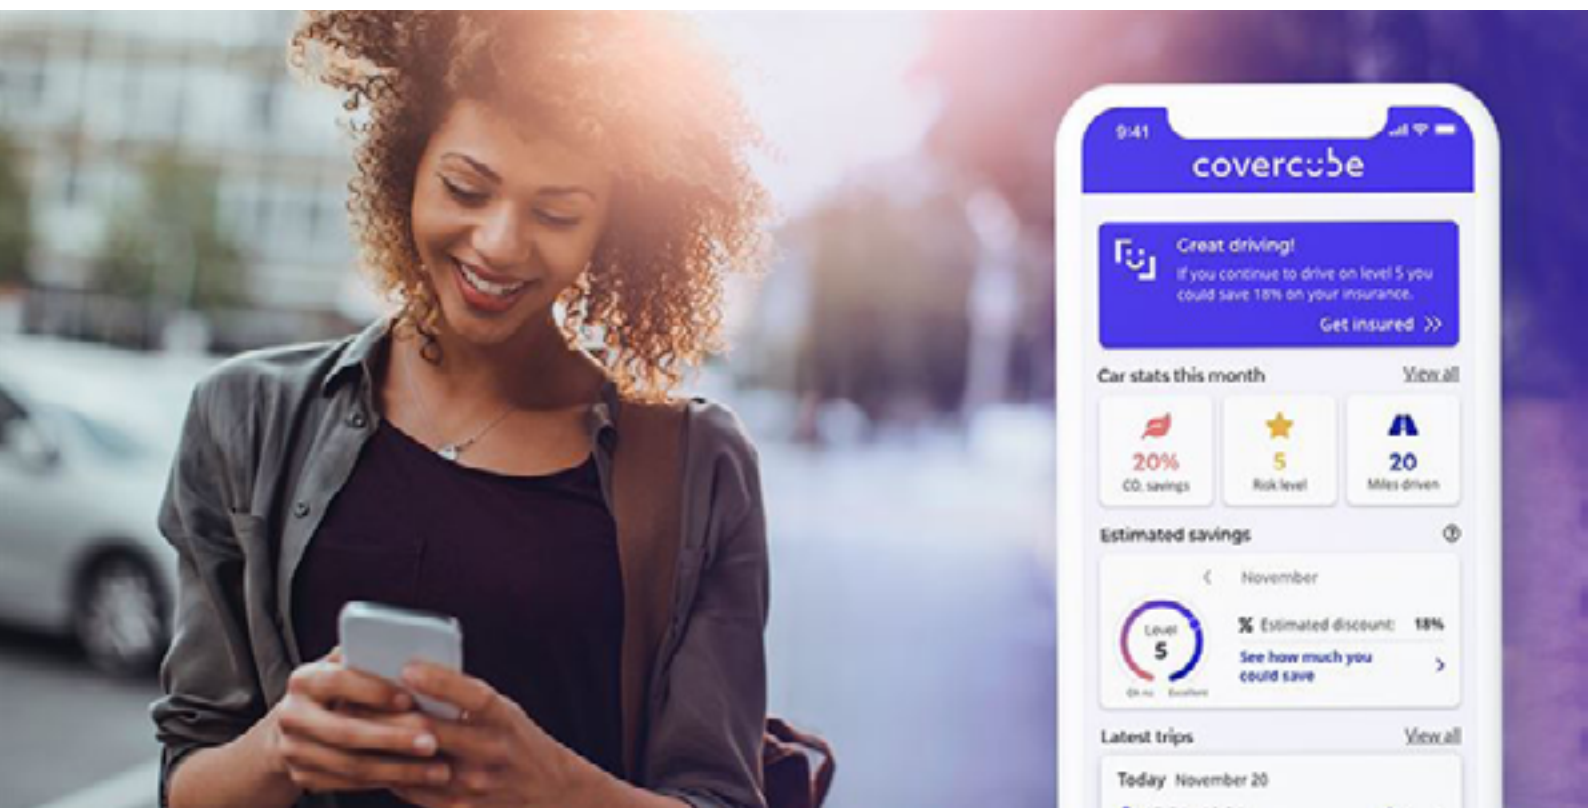 9:41
covercube
Great driving!
If you continue to drive on level 5 you
could save 18% on your insurance.
Get insured >>
Car stats this month View all
20% 5 20
CO₂ savings Risk level Miles driven
Estimated savings ?
< November
Level
5
% Estimated discount: 18%
See how much you
could save >
Oh no Excellent
Latest trips View all
Today November 20